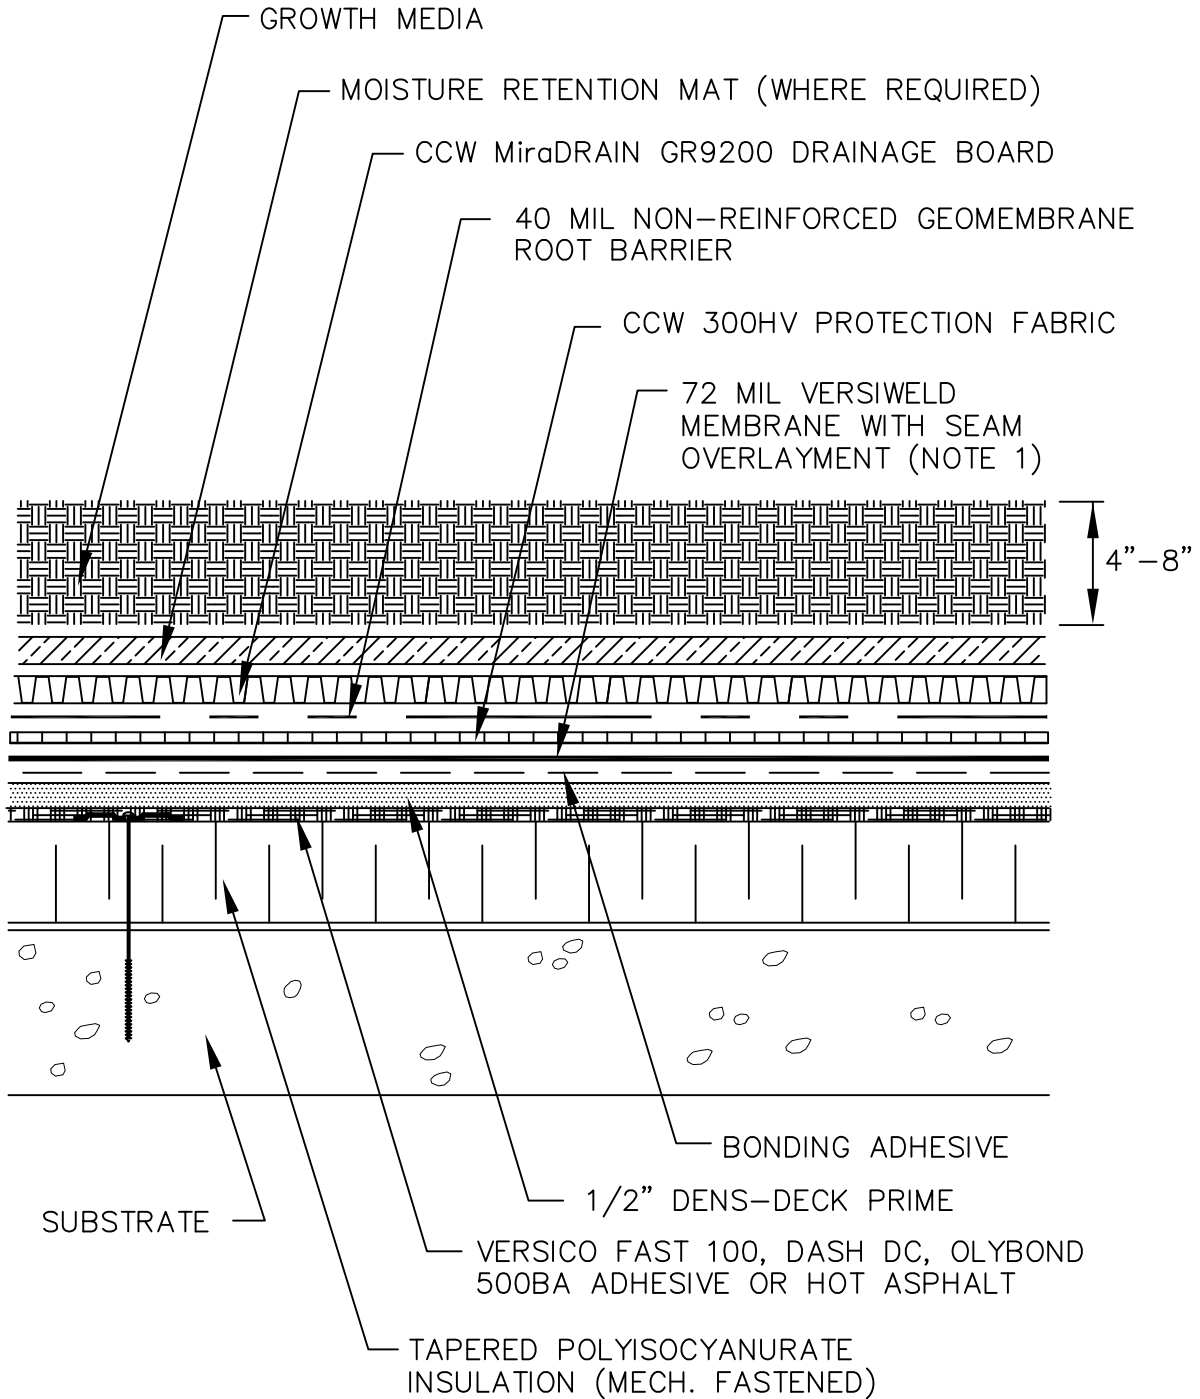 GROWTH MEDIA
MOISTURE RETENTION MAT (WHERE REQUIRED)
CCW MiraDRAIN GR9200 DRAINAGE BOARD
40 MIL NON-REINFORCED GEOMEMBRANE
ROOT BARRIER
CCW 300HV PROTECTION FABRIC
72 MIL VERSIWELD
MEMBRANE WITH SEAM
OVERLAYMENT (NOTE 1)
4”-8”
BONDING ADHESIVE
1/2” DENS-DECK PRIME
SUBSTRATE
VERSICO FAST 100, DASH DC, OLYBOND
500BA ADHESIVE OR HOT ASPHALT
TAPERED POLYISOCYANURATE
INSULATION (MECH. FASTENED)